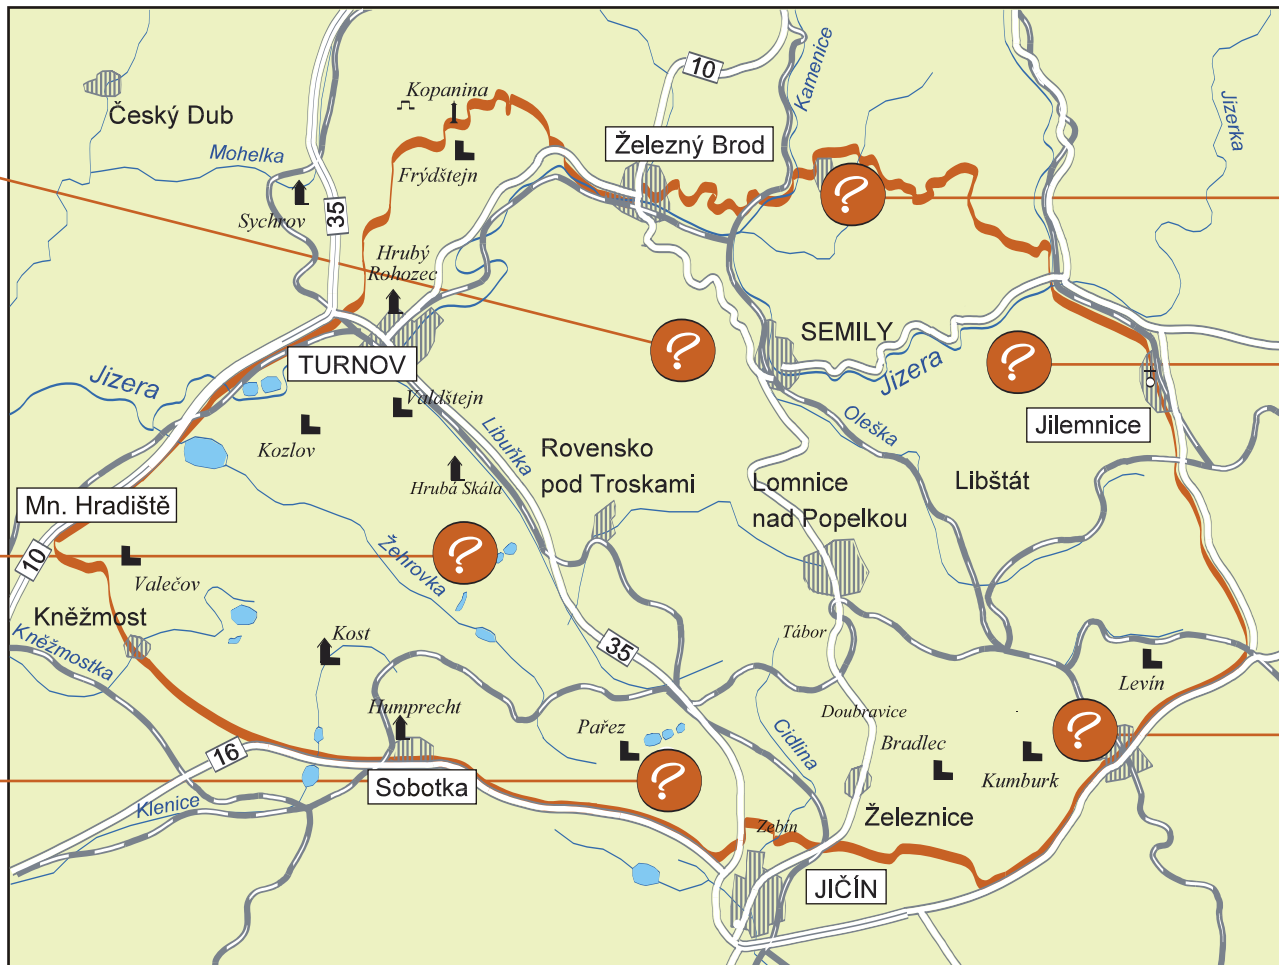 10
Kamenice
Kopanina
Český Dub
Jizerka
Železný Brod
Mohelka
Frýdštejn
?
Sychrov
35
Hrubý
Rohozec
SEMILY
?
?
TURNOV
Jizera
Jizera
Valdštejn
Oleška
Jilemnice
Kozlov
Libuňka
Rovensko
pod Troskami
Hrubá Skála
Lomnice
nad Popelkou
Libštát
Mn. Hradiště
10
Valečov
?
Žehrovka
Kněžmost
Kněžmostka
Kost
35
Tábor
Levín
Humprecht
Pařez
Doubravice
Bradlec
?
Kumburk
16
Cidlina
Sobotka
?
Klenice
Železnice
Zebín
JIČÍN